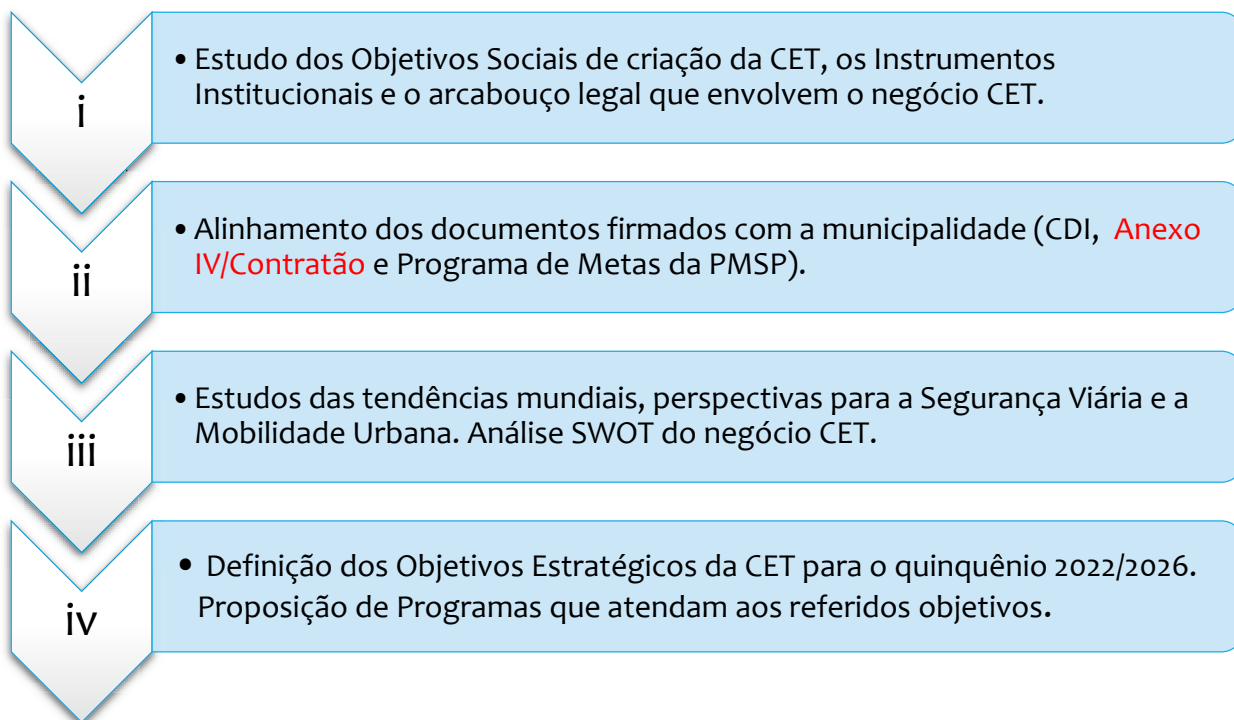 i
• Estudo dos Objetivos Sociais de criação da CET, os Instrumentos
Institucionais e o arcabouço legal que envolvem o negócio CET.
ii
• Alinhamento dos documentos firmados com a municipalidade (CDI, Anexo
IV/Contratão e Programa de Metas da PMSP).
iii
• Estudos das tendências mundiais, perspectivas para a Segurança Viária e a
Mobilidade Urbana. Análise SWOT do negócio CET.
iv
• Definição dos Objetivos Estratégicos da CET para o quinquênio 2022/2026.
Proposição de Programas que atendam aos referidos objetivos.